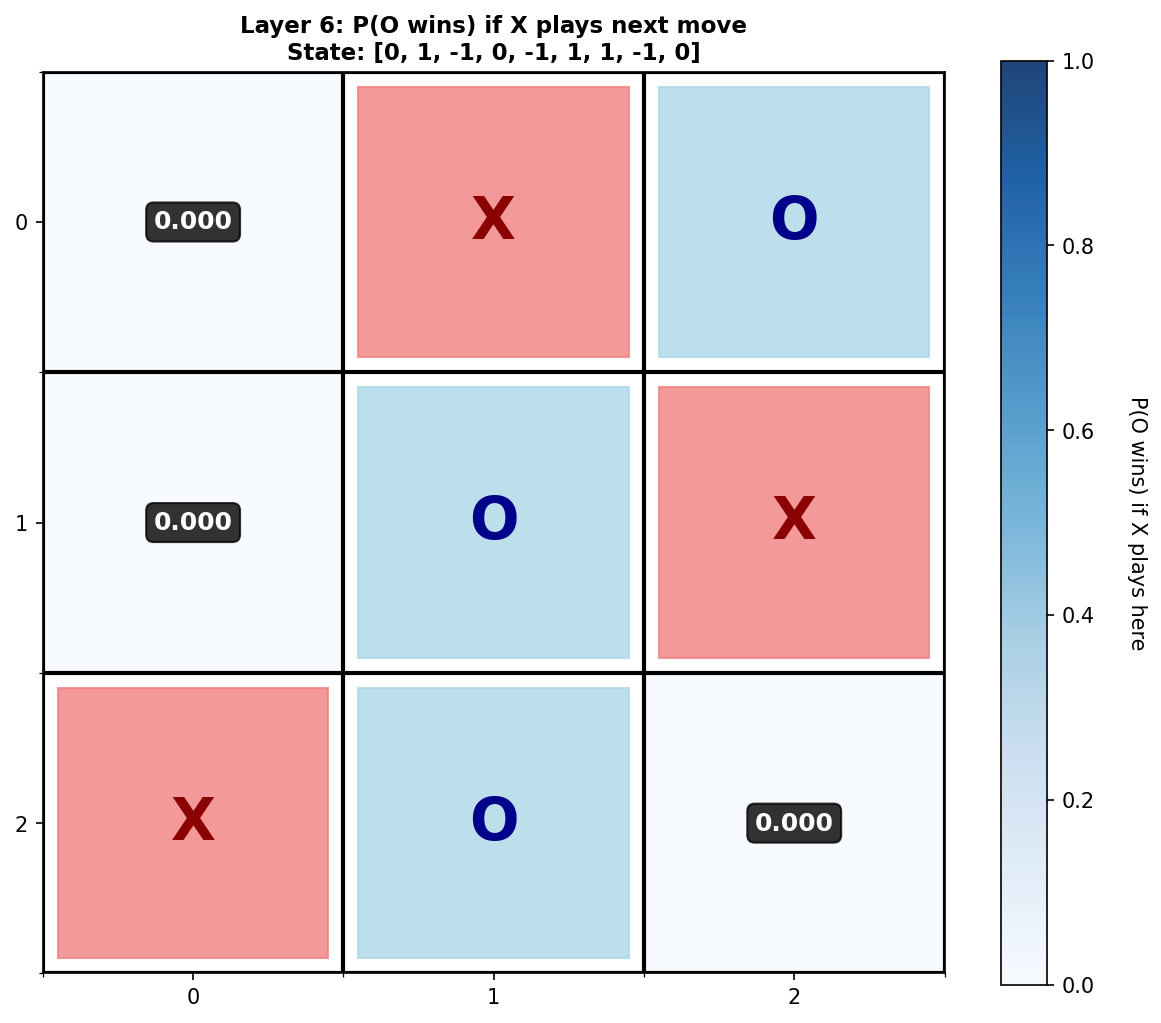 Layer 6: P(O wins) if X plays next move
State: [0, 1, -1, 0, -1, 1, 1, -1, 0]
0 0.000 X O
1 0.000 O X
2 X O 0.000
0 1 2
1.0
0.8
0.6
0.4
0.2
0.0
P(O wins) if X plays here